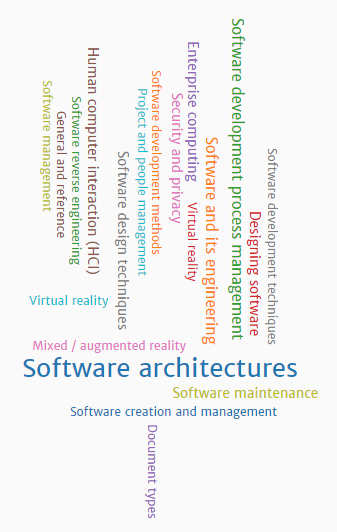 Software management
General and reference
Software reverse engineering
Human computer interaction (HCI)
Software design techniques
Project and people management
Software development methods
Security and privacy
Enterprise computing
Virtual reality
Software and its engineering
Software development process management
Designing software
Software development techniques
Virtual reality
Mixed / augmented reality
Software architectures
Software maintenance
Software creation and management
Document types